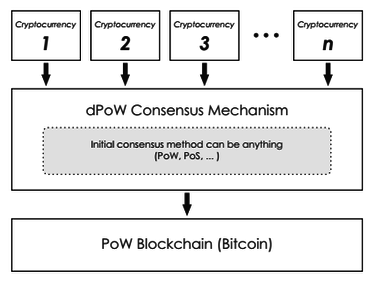 Cryptocurrency Cryptocurrency Cryptocurrency Cryptocurrency
1 2 3 ••• n
dPoW Consensus Mechanism
Initial consensus method can be anything
(PoW, PoS, ... )
PoW Blockchain (Bitcoin)